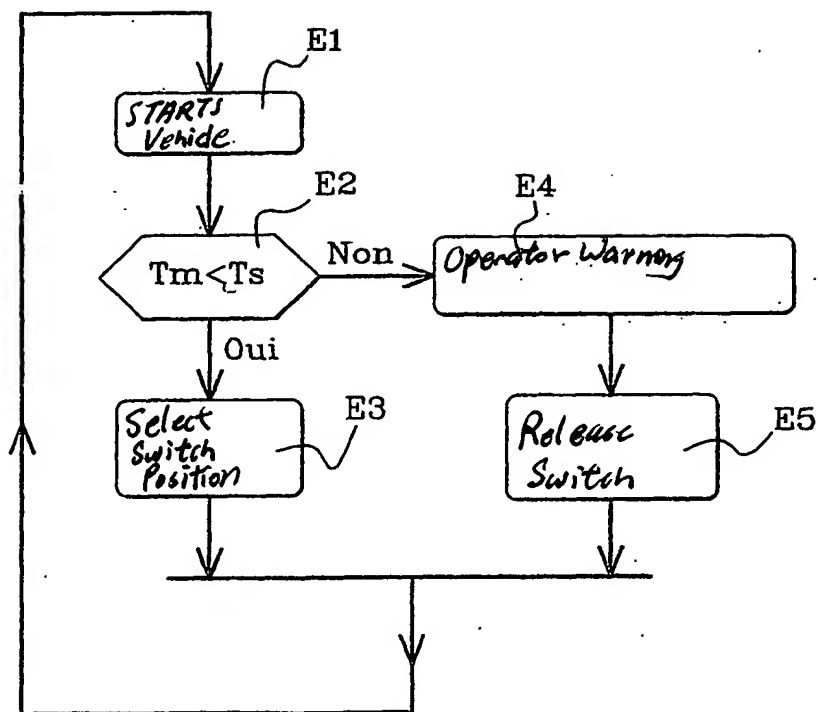 E1
STARTS
Vehicle.
E2
Tm<Ts
Non
E4
Operator Warning
Oui
Select
Switch
Position
E3
Release
Switch
E5